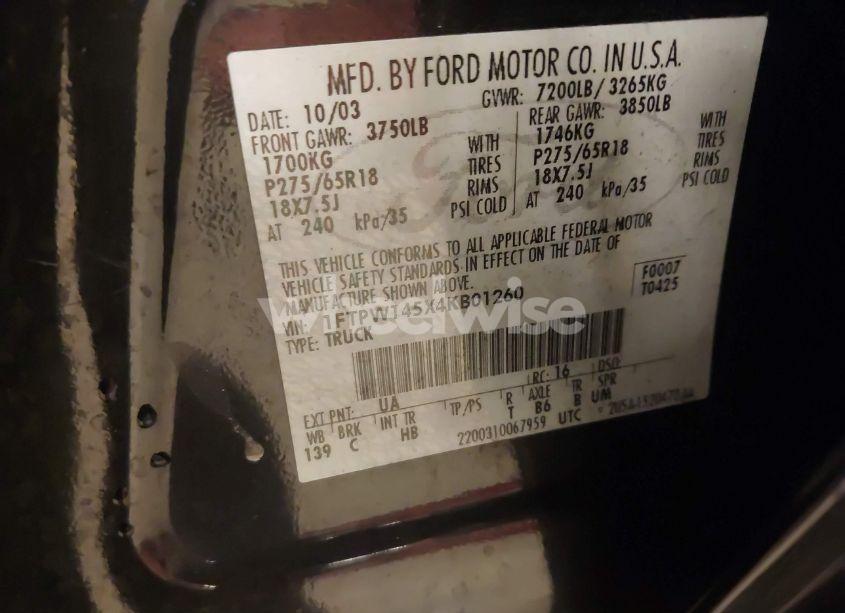 MFD. BY FORD MOTOR CO. IN U.S.A.
DATE: 10/03 GVWR: 7200LB/ 3265KG
FRONT GAWR: 3750LB REAR GAWR: 3850LB
1700KG WITH 1746KG WITH
P275/65R18 TIRES P275/65R18 TIRES
18X7.5J RIMS 18X7.5J RIMS
AT 240 kPa/35 PSI COLD AT 240 kPa/35 PSI COLD
THIS VEHICLE CONFORMS TO ALL APPLICABLE FEDERAL MOTOR
VEHICLE SAFETY STANDARDS IN EFFECT ON THE DATE OF
MANUFACTURE SHOWN ABOVE.
VIN: 1FTPW145X4KB01260
TYPE: TRUCK
F0007
T0425
Ford
EXT PNT: UA RC: 16 DSO:
WB BRK INT TR TP/PS R AXLE TR SPR
139 C HB T B6 B UM
2200310067959 UTC